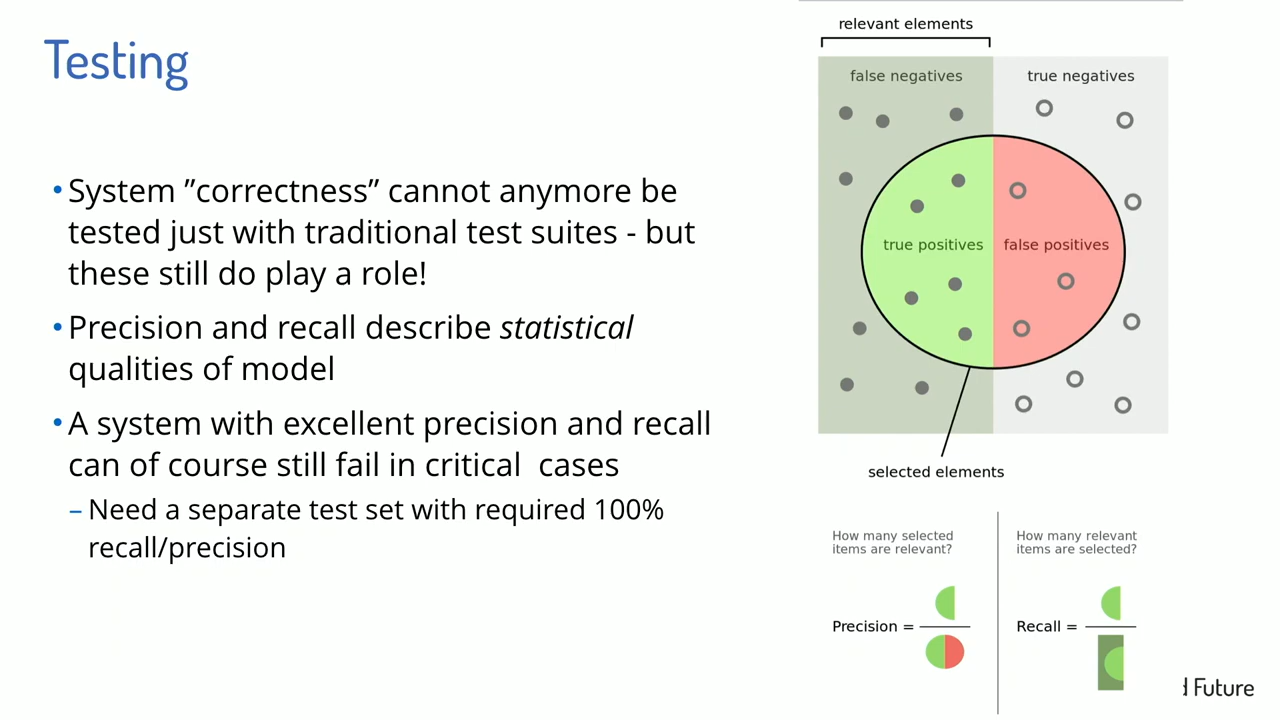 Testing
•System ”correctness” cannot anymore be
tested just with traditional test suites - but
these still do play a role!
•Precision and recall describe statistical
qualities of model
•A system with excellent precision and recall
can of course still fail in critical  cases
–Need a separate test set with required 100%
recall/precision
relevant elements
false negatives
true negatives
true positives
false positives
selected elements
How many selected
items are relevant?
How many relevant
items are selected?
Precision =
Recall =
Future